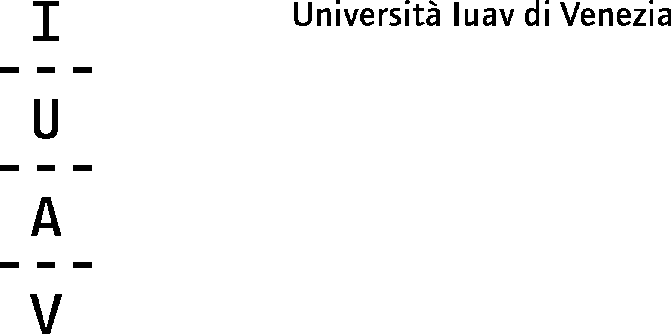 I
Università Iuav di Venezia
---
U
---
A
---
V